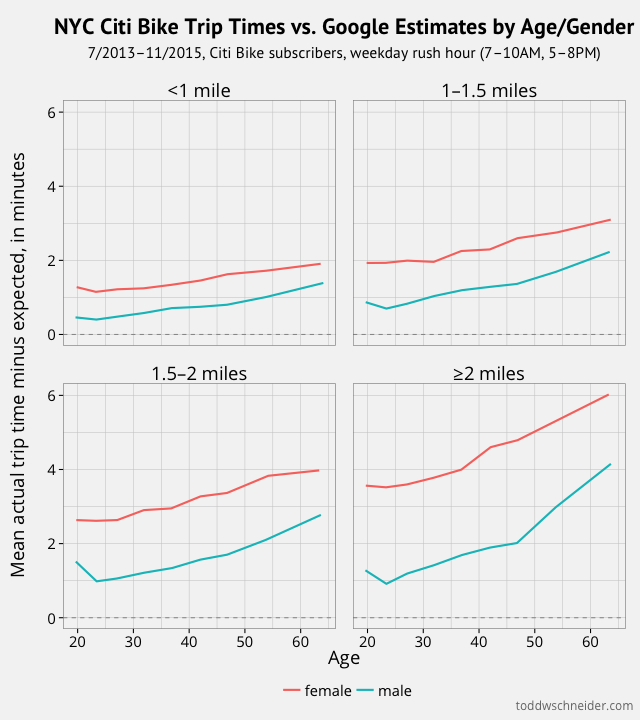 NYC Citi Bike Trip Times vs. Google Estimates by Age/Gender
7/2013–11/2015, Citi Bike subscribers, weekday rush hour (7–10AM, 5–8PM)
Mean actual trip time minus expected, in minutes
<1 mile
1–1.5 miles
6
4
2
0
1.5–2 miles
≥2 miles
6
4
2
0
20 30 40 50 60
20 30 40 50 60
Age
female male
toddwschneider.com